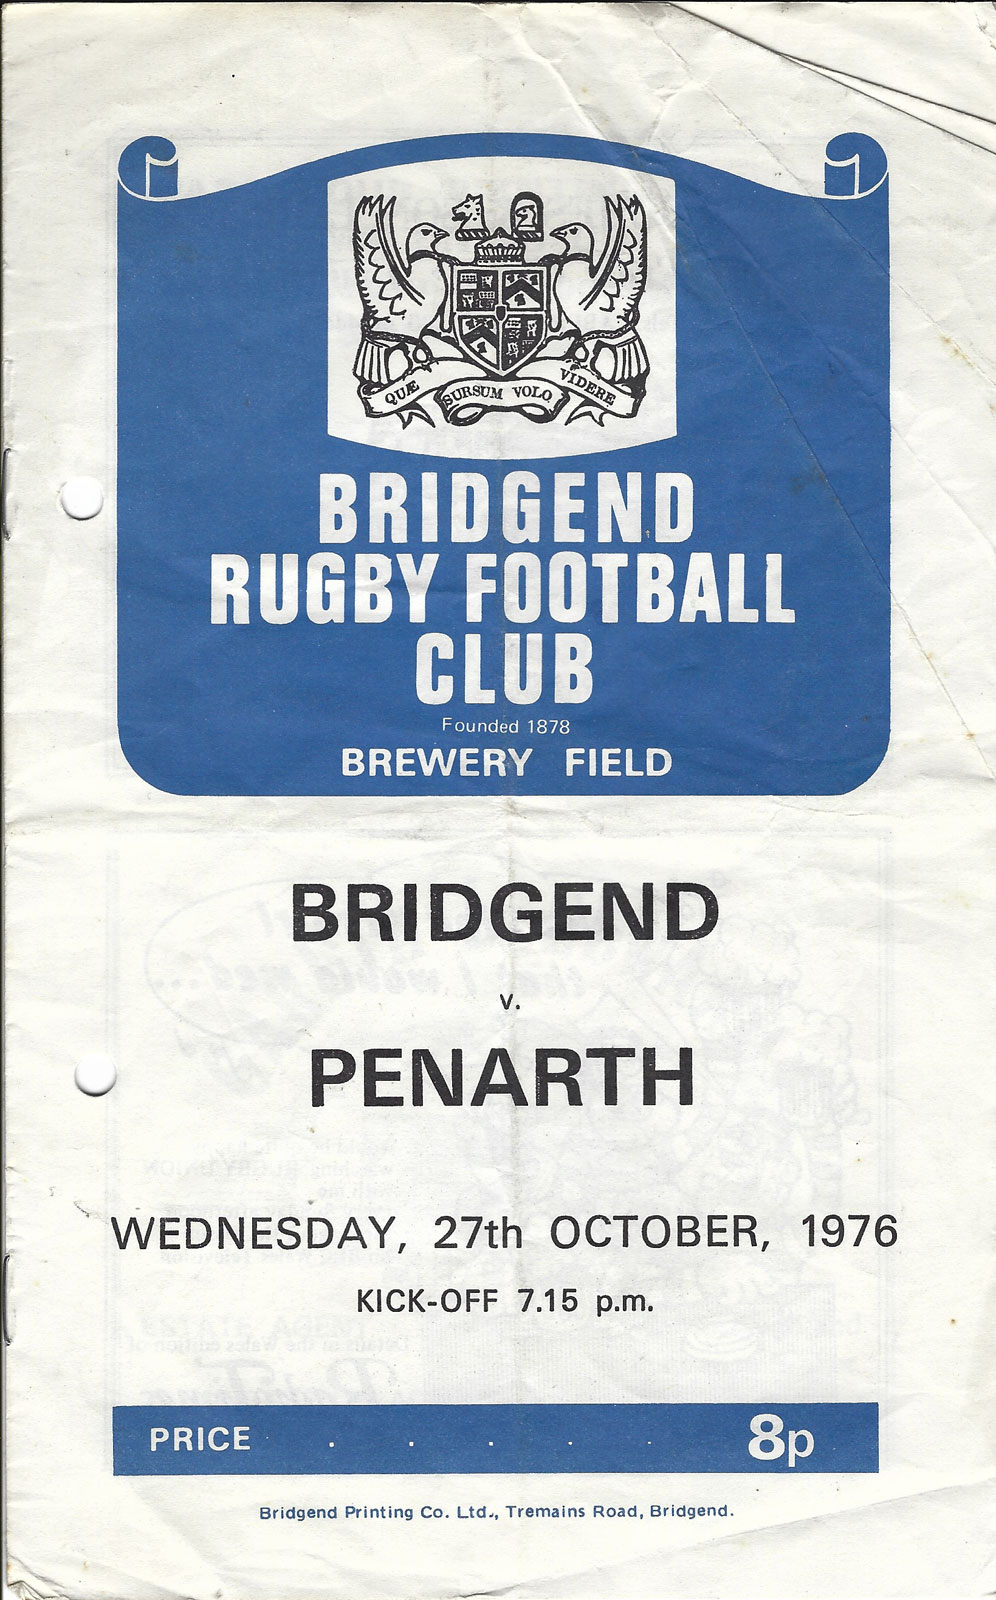 QUÆ SURSUM VOLO VIDERE
BRIDGEND
RUGBY FOOTBALL
CLUB
Founded 1878
BREWERY FIELD
BRIDGEND
v.
PENARTH
WEDNESDAY, 27th OCTOBER, 1976
KICK-OFF 7.15 p.m.
PRICE . . . . . 8p
Bridgend Printing Co. Ltd., Tremains Road, Bridgend.